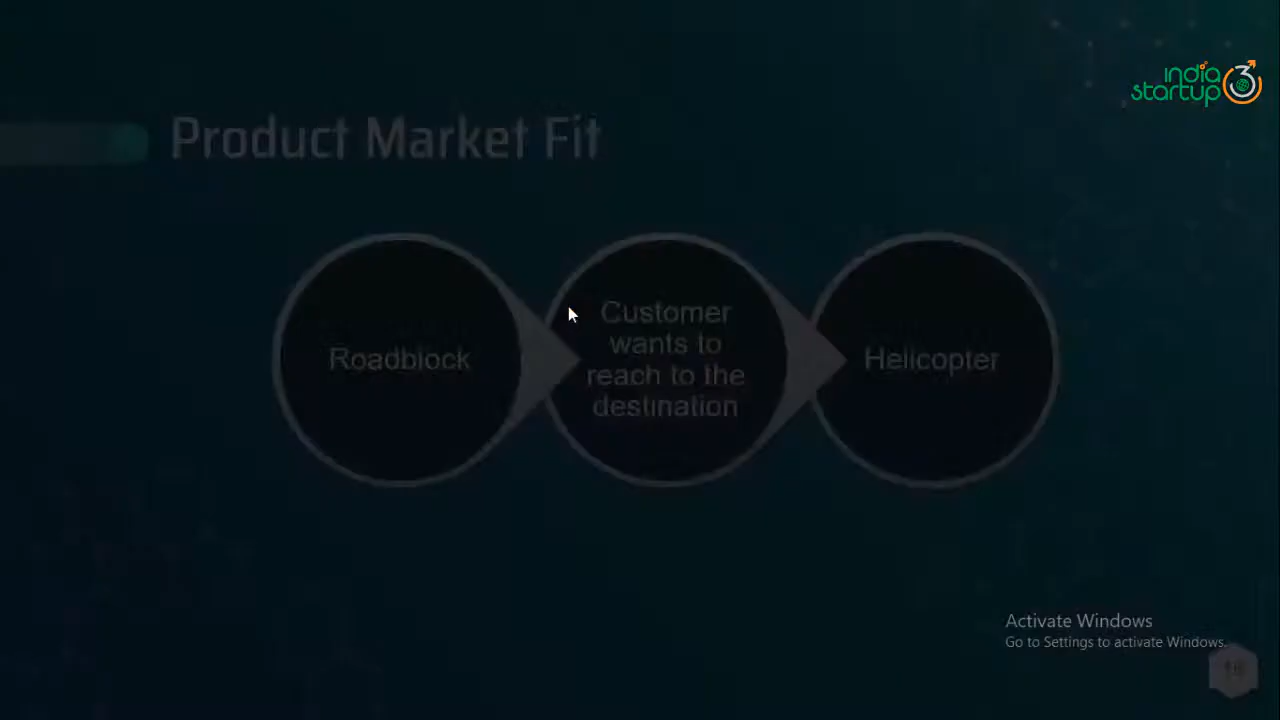 india
startup 3
Product Market Fit
Roadblock
Customer
wants to
reach to the
destination
Helicopter
Activate Windows
Go to Settings to activate Windows.